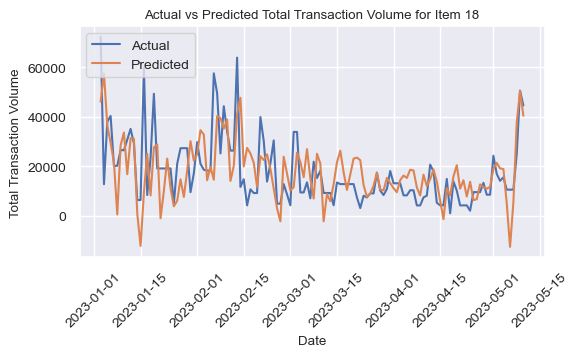 Actual vs Predicted Total Transaction Volume for Item 18
Actual
Predicted
Total Transaction Volume
60000
40000
20000
0
2023-01-01
2023-01-15
2023-02-01
2023-02-15
2023-03-01
2023-03-15
2023-04-01
2023-04-15
2023-05-01
2023-05-15
Date